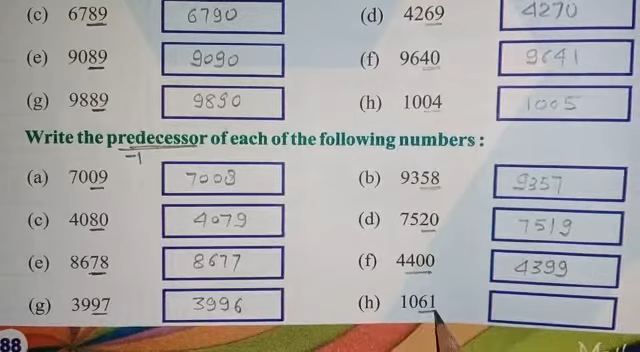 (c) 6789 6790 (d) 4269 4270
(e) 9089 9090 (f) 9640 9641
(g) 9889 9890 (h) 1004 1005
Write the predecessor of each of the following numbers :
-1
(a) 7009 7008 (b) 9358 9357
(c) 4080 4079 (d) 7520 7519
(e) 8678 8677 (f) 4400 4399
(g) 3997 3996 (h) 1061
88